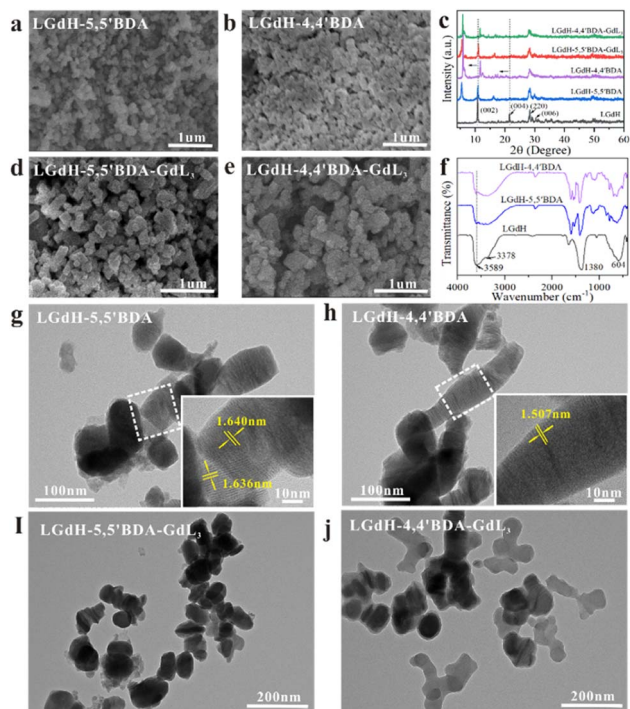 a
LGdH-5,5'BDA
1um
b
LGdH-4,4'BDA
1um
c
LGdH-4,4'BDA-GdL3
LGdH-5,5'BDA-GdL3
LGdH-4,4'BDA
LGdH-5,5'BDA
LGdH
(002)
(004)
(220)
(006)
Intensity (a.u.)
0 10 20 30 40 50 60
2θ (Degree)
d
LGdH-5,5'BDA-GdL3
1um
e
LGdH-4,4'BDA-GdL3
1um
f
LGdH-4,4'BDA
LGdH-5,5'BDA
LGdH
3378
3589
1380
604
Transmittance (%)
4000 3000 2000 1000
Wavenumber (cm-1)
g
LGdH-5,5'BDA
1.640nm
1.636nm
100nm
10nm
h
LGdH-4,4'BDA
1.507nm
100nm
10nm
I
LGdH-5,5'BDA-GdL3
200nm
j
LGdH-4,4'BDA-GdL3
200nm